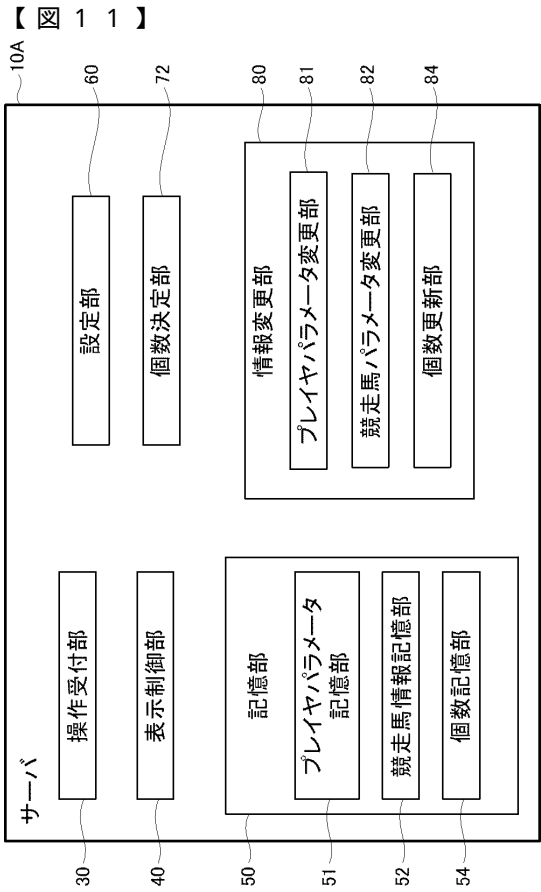 【図11】
10A
サーバ
30
操作受付部
40
表示制御部
50
記憶部
51
プレイヤパラメータ
記憶部
52
競走馬情報記憶部
54
個数記憶部
60
設定部
72
個数決定部
80
情報変更部
81
プレイヤパラメータ変更部
82
競走馬パラメータ変更部
84
個数更新部